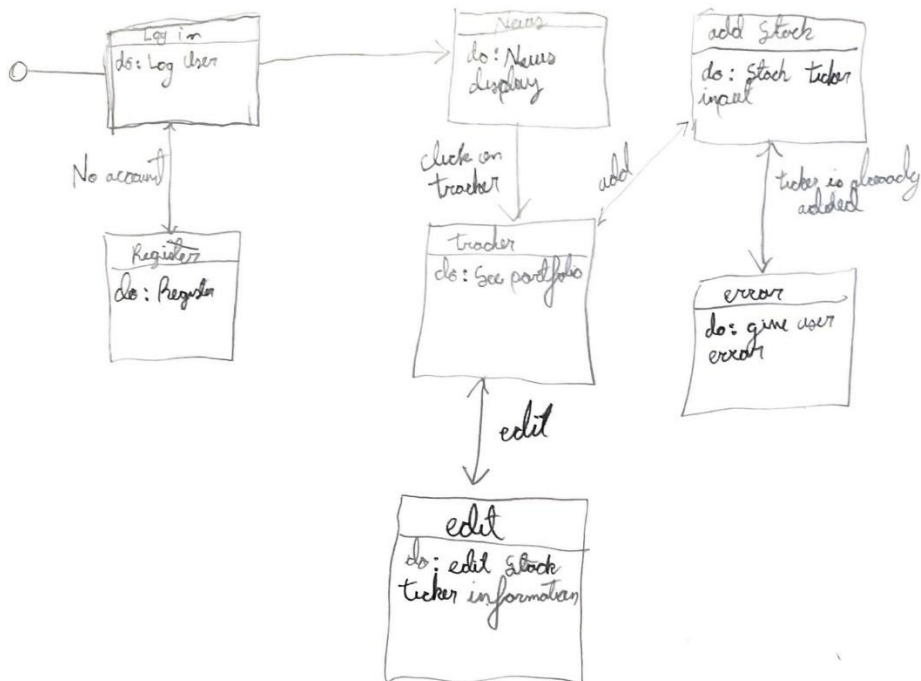 Log in
do: Log User
No account
Register
do: Register
News
do: News
display
click on
tracker
tracker
do: See portfolio
add
add Stock
do: Stock ticker
input
ticker is already
added
error
do: give user
error
edit
edit
do: edit Stock
ticker information